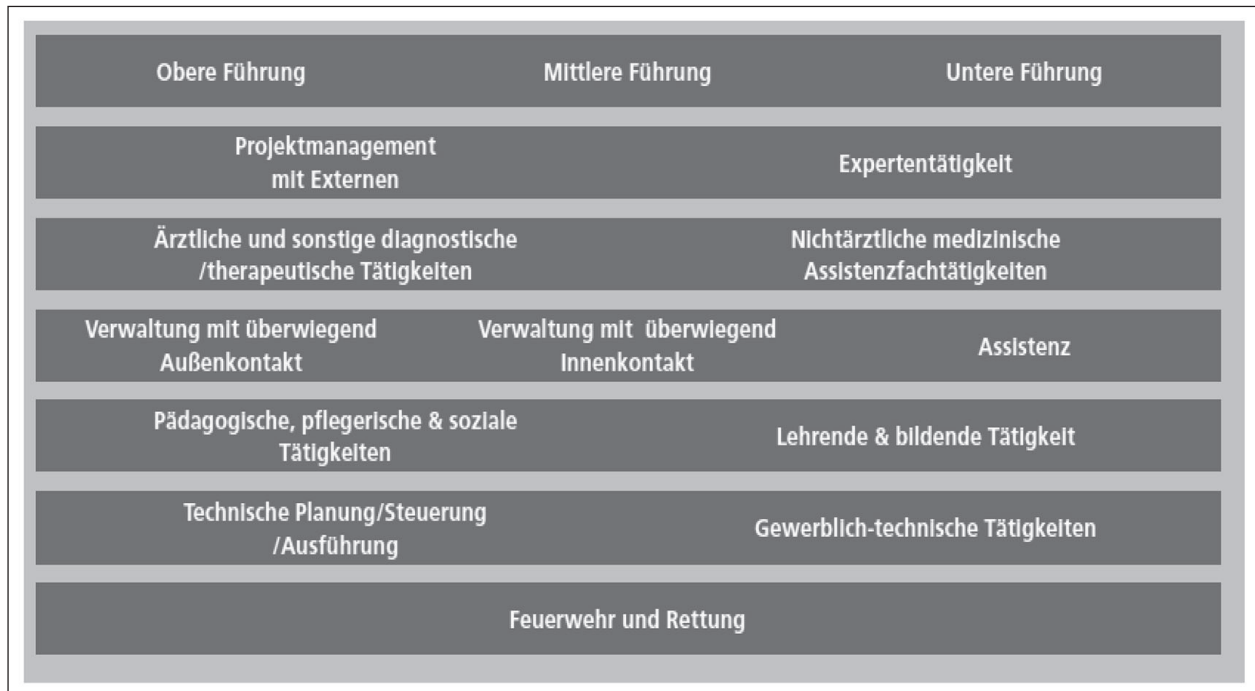 Obere Führung
Mittlere Führung
Untere Führung
Projektmanagement
mit Externen
Expertentätigkeit
Ärztliche und sonstige diagnostische
/therapeutische Tätigkeiten
Nichtärztliche medizinische
Assistenzfachtätigkeiten
Verwaltung mit überwiegend
Außenkontakt
Verwaltung mit überwiegend
Innenkontakt
Assistenz
Pädagogische, pflegerische & soziale
Tätigkeiten
Lehrende & bildende Tätigkeit
Technische Planung/Steuerung
/Ausführung
Gewerblich-technische Tätigkeiten
Feuerwehr und Rettung